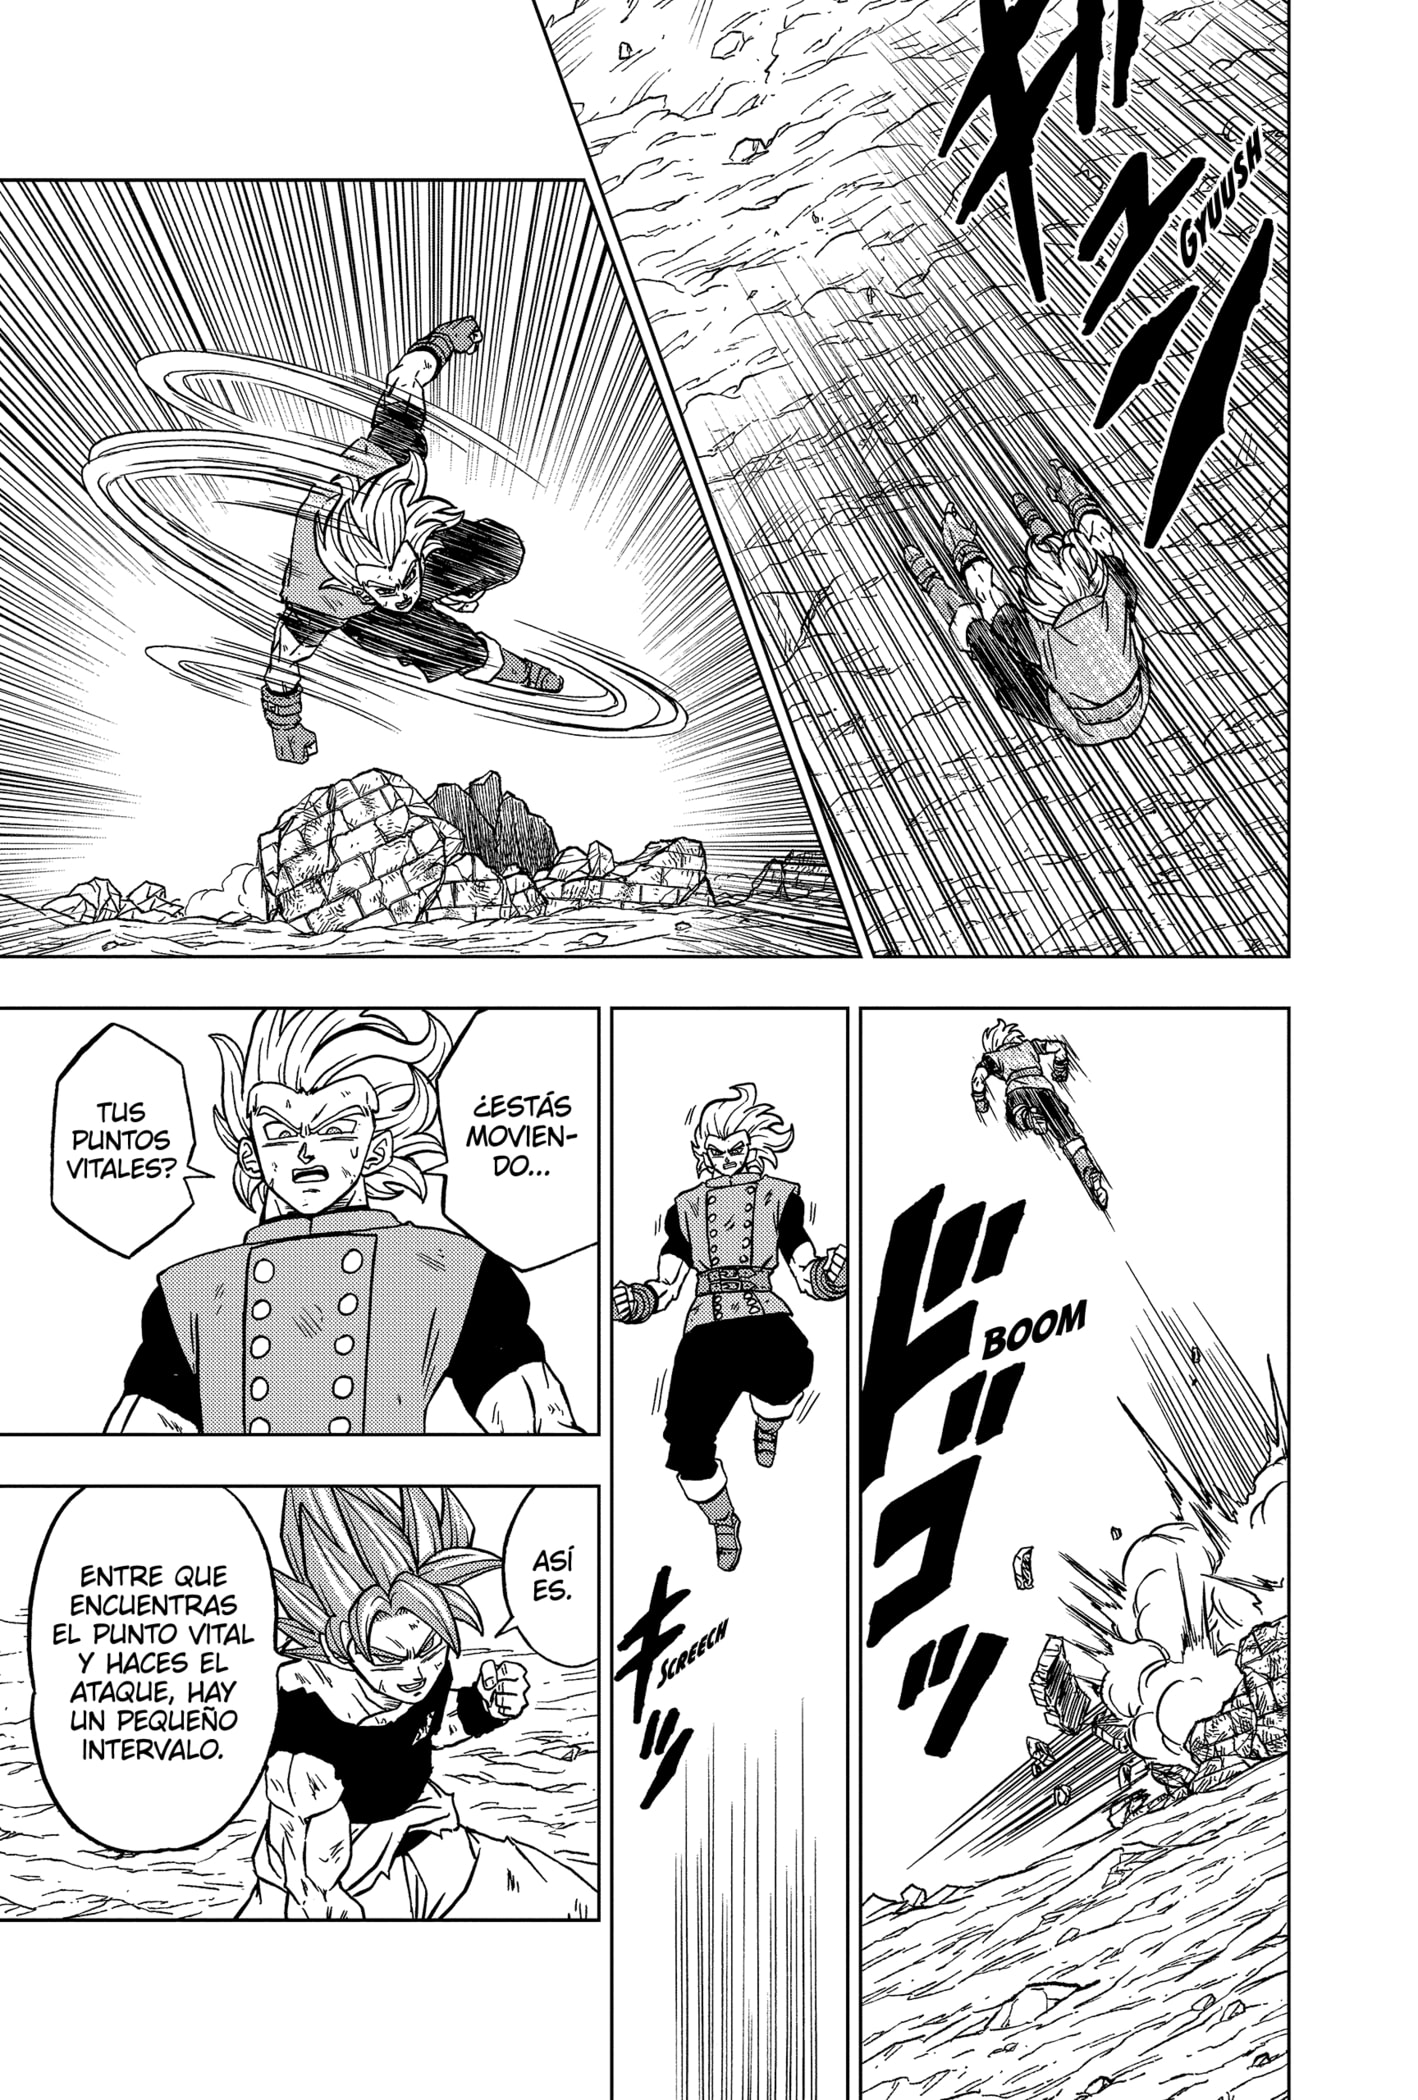 ギュン
GYUUSH
ドゴッ
BOOM
キッ
SCREECH
¿ESTÁS
MOVIEN-
DO...
TUS
PUNTOS
VITALES?
ASÍ
ES.
ENTRE QUE
ENCUENTRAS
EL PUNTO VITAL
Y HACES EL
ATAQUE, HAY
UN PEQUEÑO
INTERVALO.